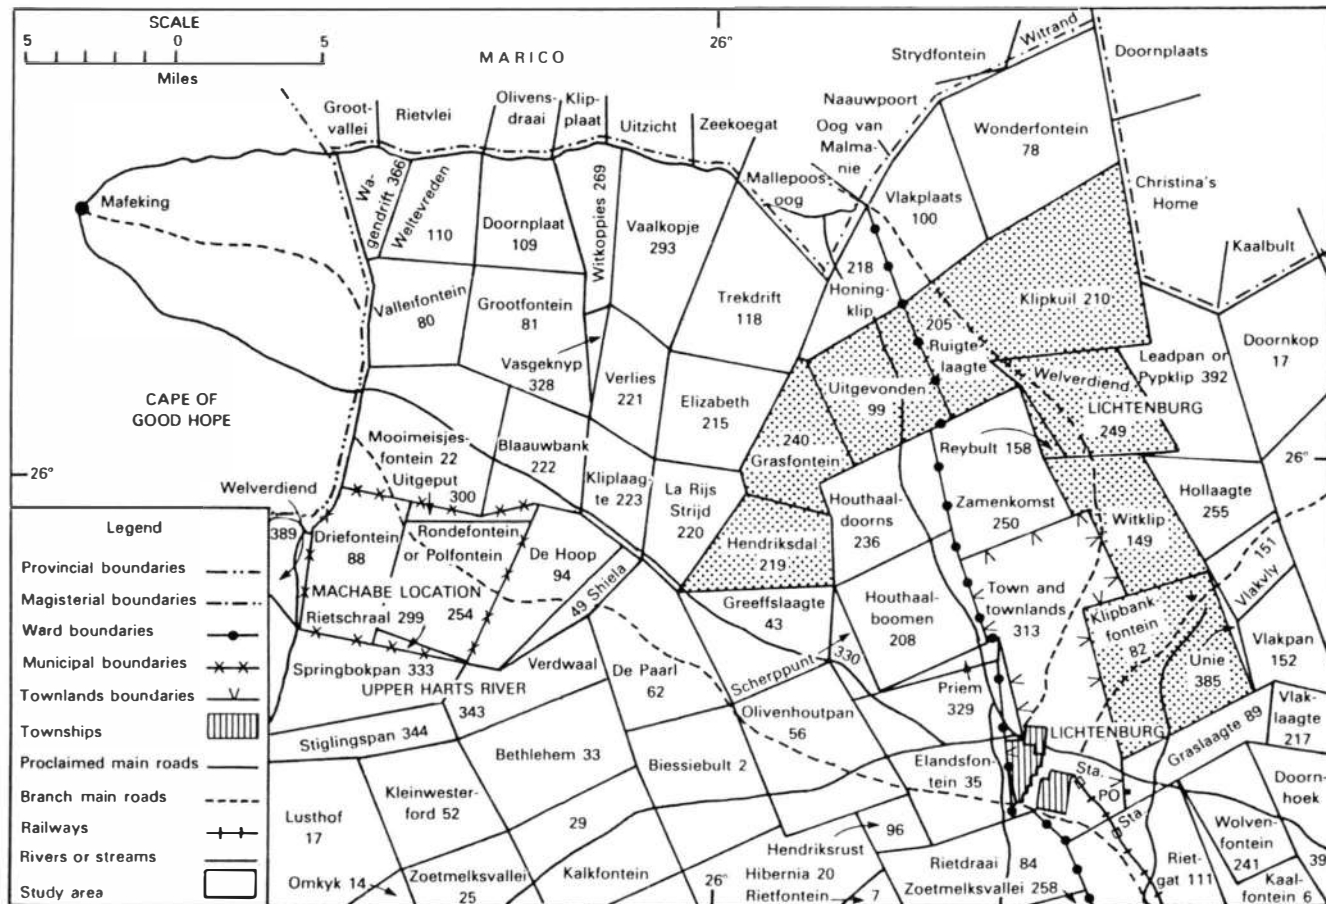 SCALE
5 0 5
Miles
MARICO
26°
Witrand
Strydfontein
Doornplaats
Groot-
vallei
Rietvlei
Olivens-
draai
Klip-
plaat
Uitzicht
Zeekoegat
Naauwpoort
Oog van
Malma-
nie
Mallepoos-
oog
Wonderfontein
78
Mafeking
Wa-
gendrift 366
Weltevreden
110
Doornplaat
109
Witkoppies 269
Vaalkopje
293
Vlakplaats
100
Christina's
Home
Kaalbult
Vallerfontein
80
Grootfontein
81
Trekdrift
118
218
Honing-
klip
Klipkuil 210
205
Ruigte-
laagte
Doornkop
17
Vasgeknyp
328
Verlies
221
Elizabeth
215
Uitgevonden
99
Welverdiend
Leadpan or
Pypklip 392
LICHTENBURG
249
CAPE OF
GOOD HOPE
Mooimeisjes-
fontein 22
Blaauwbank
222
240
Grasfontein
Reybult 158
26°
26°
Uitgeput
300
Kliplaag-
te 223
La Rijs
Strijd
220
Houthaal-
doorns
236
Zamenkomst
250
Hollaagte
255
Welverdiend
389
Driefontein
88
Rondefontein
or Polfontein
De Hoop
94
Hendriksdal
219
Witklip
149
Vlakvly 151
MACHABE LOCATION
254
Rietschraal 299
49 Shiela
Greeffslaagte
43
Houthaal-
boomen
208
Town and
townlands
313
Klipbank-
fontein
82
Vlakpan
152
Springbokpan 333
Verdwaal
De Paarl
62
Scherppunt 330
Unie
385
UPPER HARTS RIVER
343
Priem
329
Olivenhoutpan
56
LICHTENBURG
Graslaagte 89
Vlak-
laagte
217
Stiglingspan 344
Bethlehem 33
Biessiebult 2
Elandsfon-
tein 35
Sta.
PO
Sta.
Doorn-
hoek
Lusthof
17
Kleinwester-
ford 52
29
96
Wolven-
fontein
241
39
Omkyk 14
Zoetmelksvallei
25
Kalkfontein
26°
Hendriksrust
Hibernia 20
Rietfontein
7
Rietdraai 84
Zoetmelksvallei 258
Riet-
gat 111
Kaal-
fontein 6
Legend
Provincial boundaries
Magisterial boundaries
Ward boundaries
Municipal boundaries
Townlands boundaries
Townships
Proclaimed main roads
Branch main roads
Railways
Rivers or streams
Study area